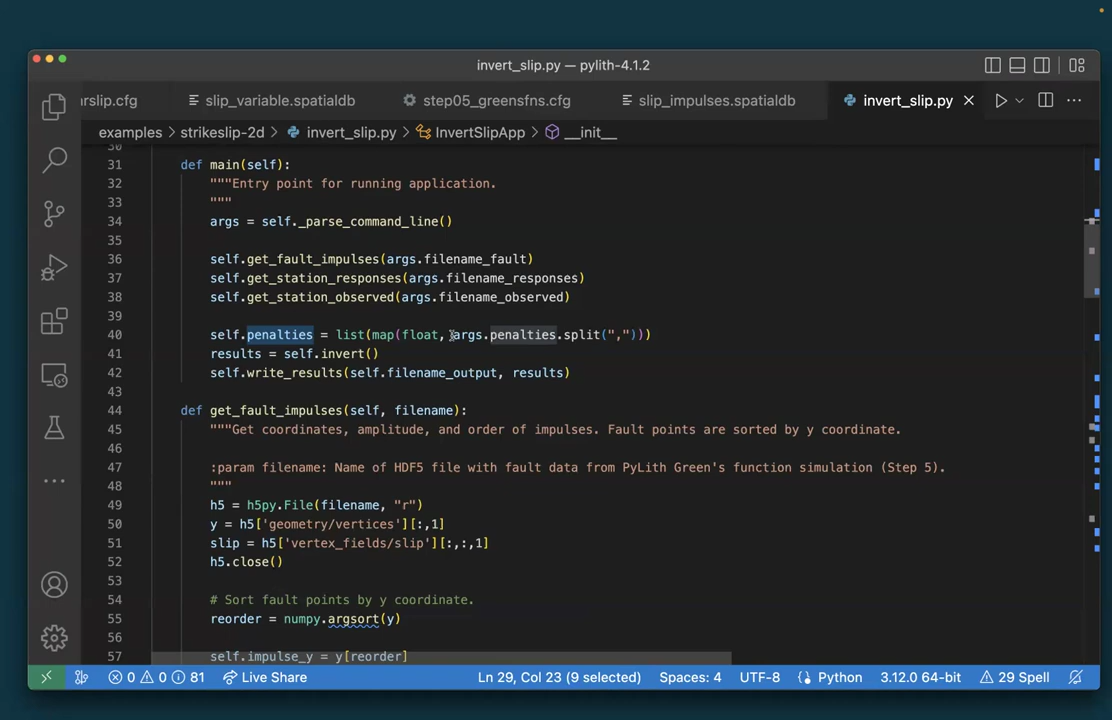 invert_slip.py — pylith-4.1.2
rslip.cfg slip_variable.spatialdb step05_greensfns.cfg slip_impulses.spatialdb invert_slip.py
examples > strikeslip-2d > invert_slip.py > InvertSlipApp > __init__
30
31 def main(self):
32 """Entry point for running application.
33 """
34 args = self._parse_command_line()
35
36 self.get_fault_impulses(args.filename_fault)
37 self.get_station_responses(args.filename_responses)
38 self.get_station_observed(args.filename_observed)
39
40 self.penalties = list(map(float, args.penalties.split(",")))
41 results = self.invert()
42 self.write_results(self.filename_output, results)
43
44 def get_fault_impulses(self, filename):
45 """Get coordinates, amplitude, and order of impulses. Fault points are sorted by y coordinate.
46
47 :param filename: Name of HDF5 file with fault data from PyLith Green's function simulation (Step 5).
48 """
49 h5 = h5py.File(filename, "r")
50 y = h5['geometry/vertices'][:,1]
51 slip = h5['vertex_fields/slip'][:,:,1]
52 h5.close()
53
54 # Sort fault points by y coordinate.
55 reorder = numpy.argsort(y)
56
57 self.impulse_y = y[reorder]
0 0 81 Live Share Ln 29, Col 23 (9 selected) Spaces: 4 UTF-8 Python 3.12.0 64-bit 29 Spell